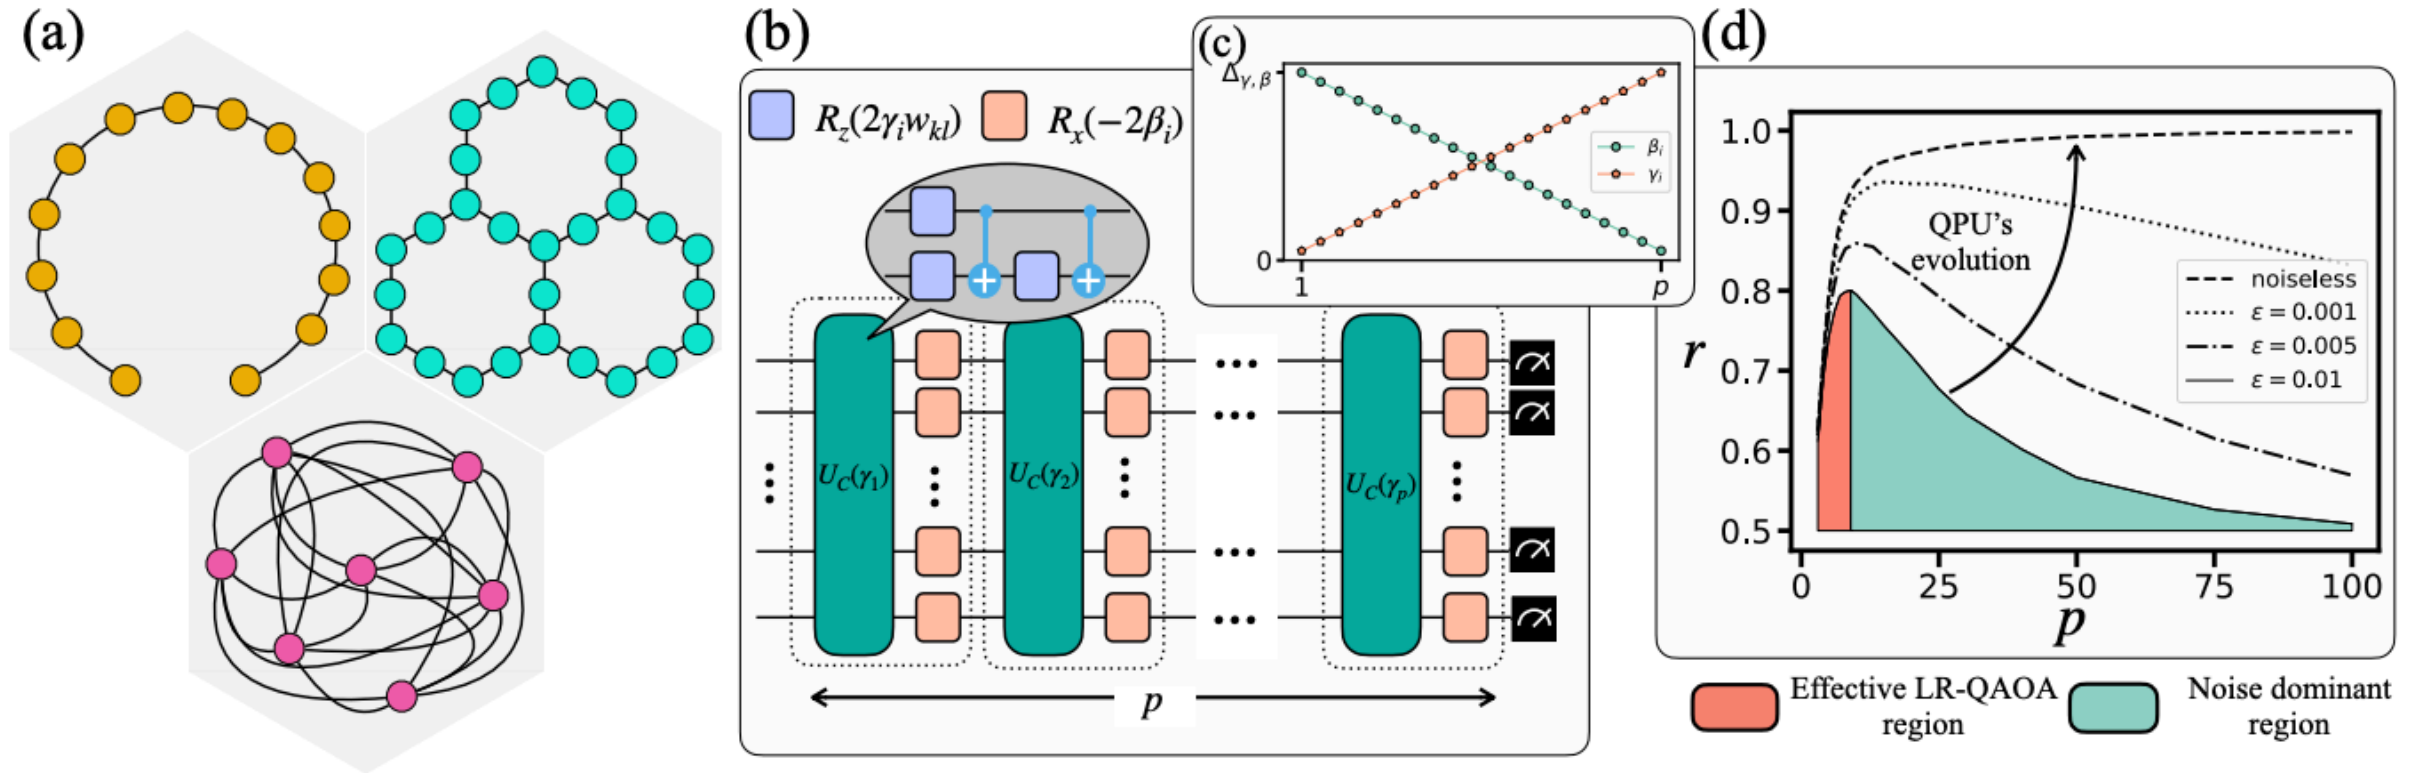 (a)
(b)
R_z(2γ_i w_kl)
R_x(−2β_i)
U_C(γ_1)
U_C(γ_2)
U_C(γ_p)
p
(c)
Δ_γ,β
0
β_i
γ_i
1
p
(d)
1.0
0.9
0.8
0.7
0.6
0.5
r
QPU's
evolution
noiseless
ε = 0.001
ε = 0.005
ε = 0.01
0
25
50
75
100
p
Effective LR-QAOA
region
Noise dominant
region